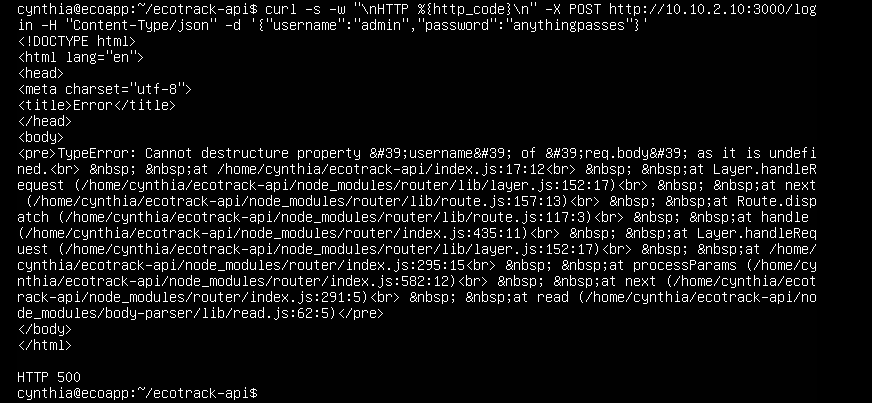 cynthia@ecoapp:~/ecotrack-api$ curl -s -w "\nHTTP %{http_code}\n" -X POST http://10.10.2.10:3000/log
in -H "Content-Type/json" -d '{"username":"admin","password":"anythingpasses"}'
<!DOCTYPE html>
<html lang="en">
<head>
<meta charset="utf-8">
<title>Error</title>
</head>
<body>
<pre>TypeError: Cannot destructure property &#39;username&#39; of &#39;req.body&#39; as it is undefi
ned.<br> &nbsp; &nbsp;at /home/cynthia/ecotrack-api/index.js:17:12<br> &nbsp; &nbsp;at Layer.handleR
equest (/home/cynthia/ecotrack-api/node_modules/router/lib/layer.js:152:17)<br> &nbsp; &nbsp;at next
 (/home/cynthia/ecotrack-api/node_modules/router/lib/route.js:157:13)<br> &nbsp; &nbsp;at Route.disp
atch (/home/cynthia/ecotrack-api/node_modules/router/lib/route.js:117:3)<br> &nbsp; &nbsp;at handle 
(/home/cynthia/ecotrack-api/node_modules/router/index.js:435:11)<br> &nbsp; &nbsp;at Layer.handleReq
uest (/home/cynthia/ecotrack-api/node_modules/router/lib/layer.js:152:17)<br> &nbsp; &nbsp;at /home/
cynthia/ecotrack-api/node_modules/router/index.js:295:15<br> &nbsp; &nbsp;at processParams (/home/cy
nthia/ecotrack-api/node_modules/router/index.js:582:12)<br> &nbsp; &nbsp;at next (/home/cynthia/ecot
rack-api/node_modules/router/index.js:291:5)<br> &nbsp; &nbsp;at read (/home/cynthia/ecotrack-api/no
de_modules/body-parser/lib/read.js:62:5)</pre>
</body>
</html>

HTTP 500
cynthia@ecoapp:~/ecotrack-api$